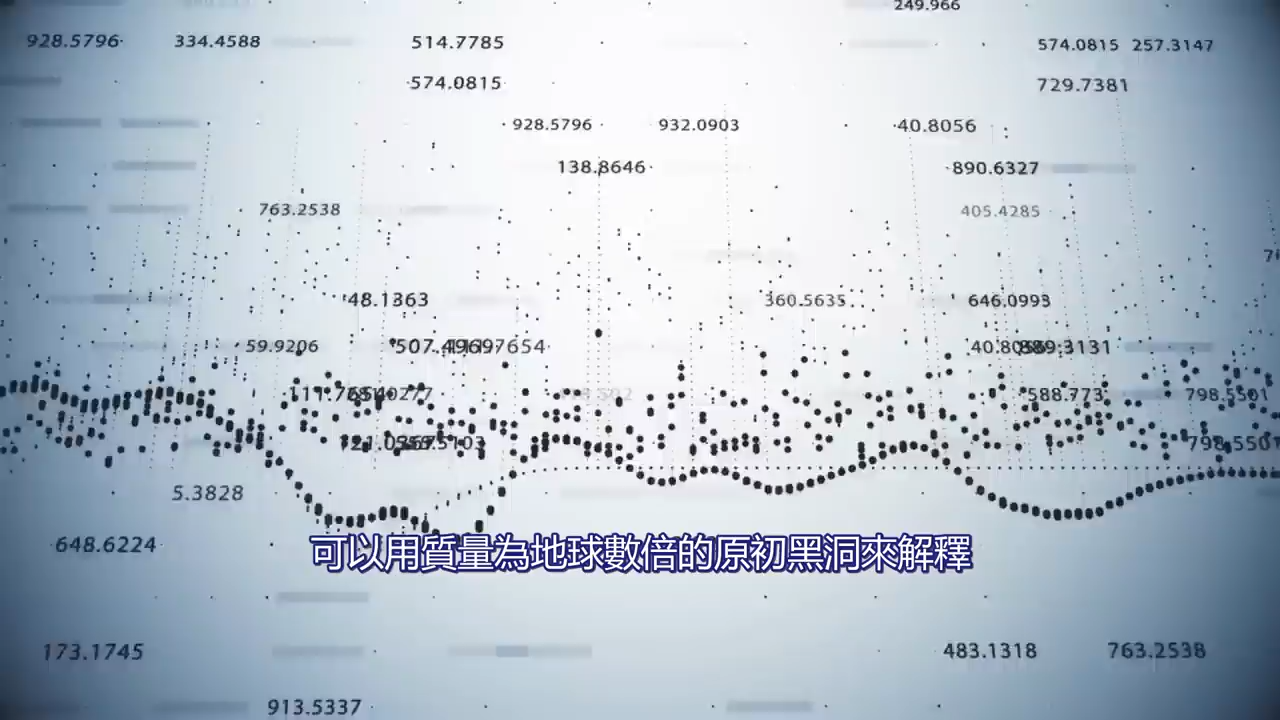 249.966
928.5796 334.4588 514.7785 574.0815 257.3147
574.0815 729.7381
928.5796 932.0903 40.8056
138.8646 890.6327
763.2538 405.4285
48.1363 360.5635 646.0993
59.9206
588.773 798.5501
798.5501
5.3828
648.6224
可以用質量為地球數倍的原初黑洞來解釋
173.1745 483.1318 763.2538
913.5337